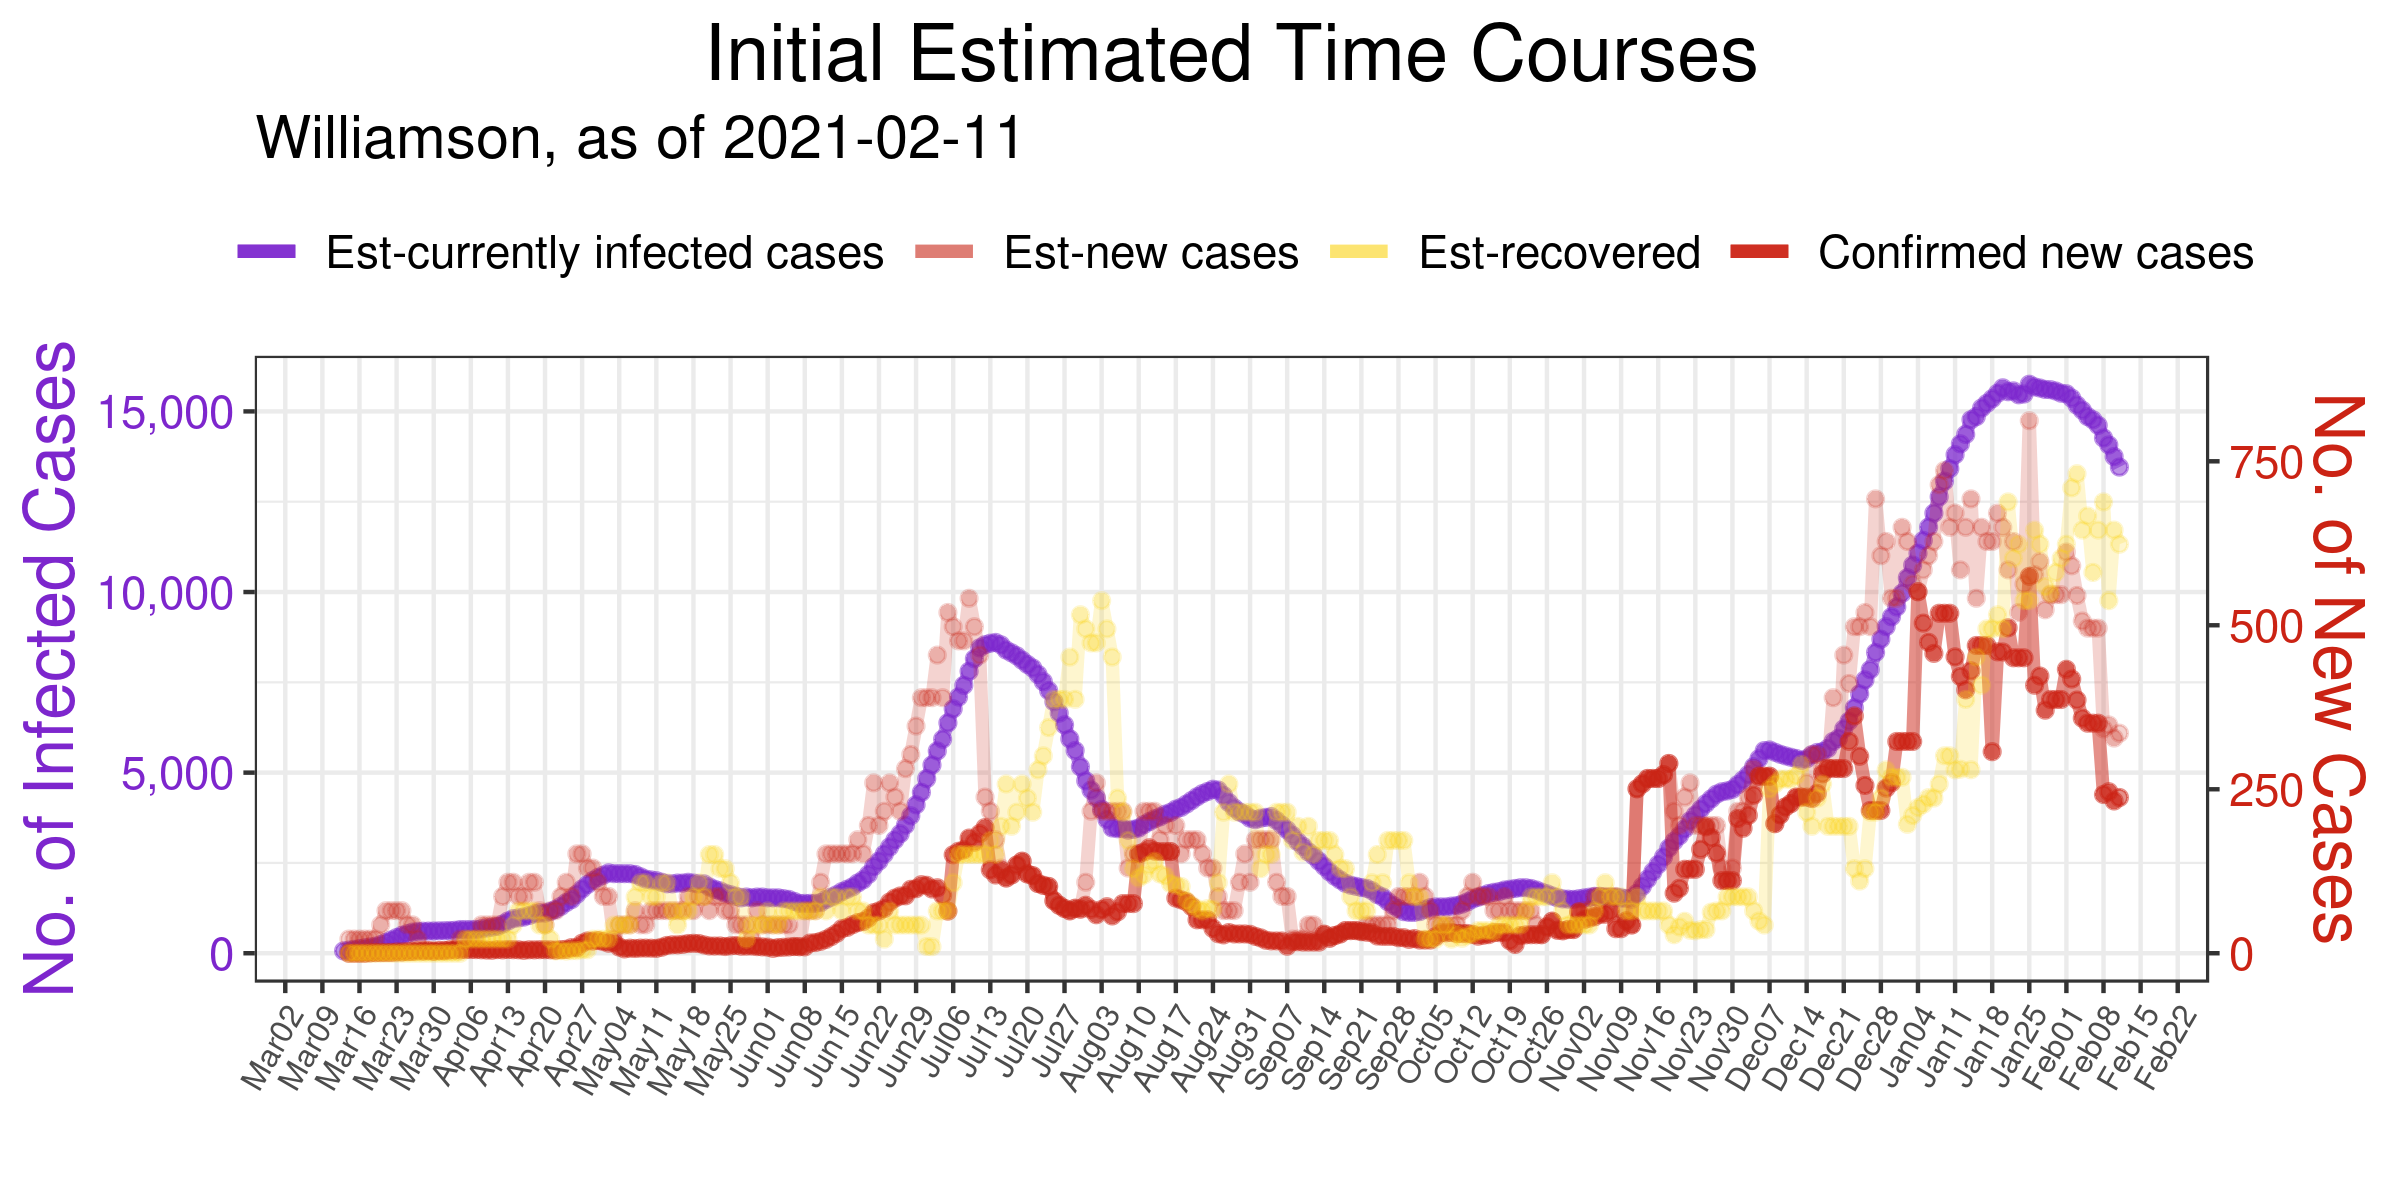 Initial Estimated Time Courses
Williamson, as of 2021-02-11
Est-currently infected cases Est-new cases Est-recovered Confirmed new cases
No. of Infected Cases
15,000
10,000
5,000
0
750
500
250
0
No. of New Cases
Mar02 Mar09 Mar16 Mar23 Mar30 Apr06 Apr13 Apr20 Apr27 May04 May11 May18 May25 Jun01 Jun08 Jun15 Jun22 Jun29 Jul06 Jul13 Jul20 Jul27 Aug03 Aug10 Aug17 Aug24 Aug31 Sep07 Sep14 Sep21 Sep28 Oct05 Oct12 Oct19 Oct26 Nov02 Nov09 Nov16 Nov23 Nov30 Dec07 Dec14 Dec21 Dec28 Jan04 Jan11 Jan18 Jan25 Feb01 Feb08 Feb15 Feb22